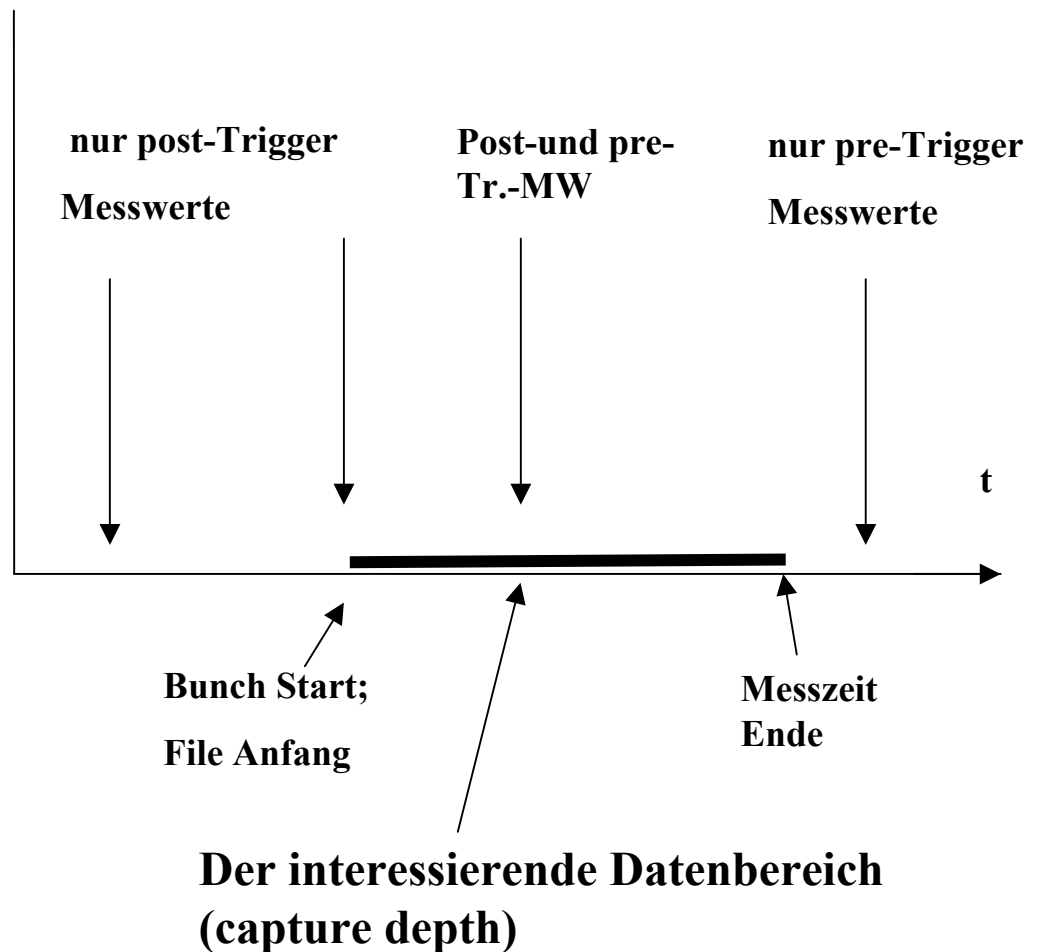 nur post-Trigger
Messwerte
Post-und pre-
Tr.-MW
nur pre-Trigger
Messwerte
t
Bunch Start;
File Anfang
Messzeit
Ende
Der interessierende Datenbereich
(capture depth)